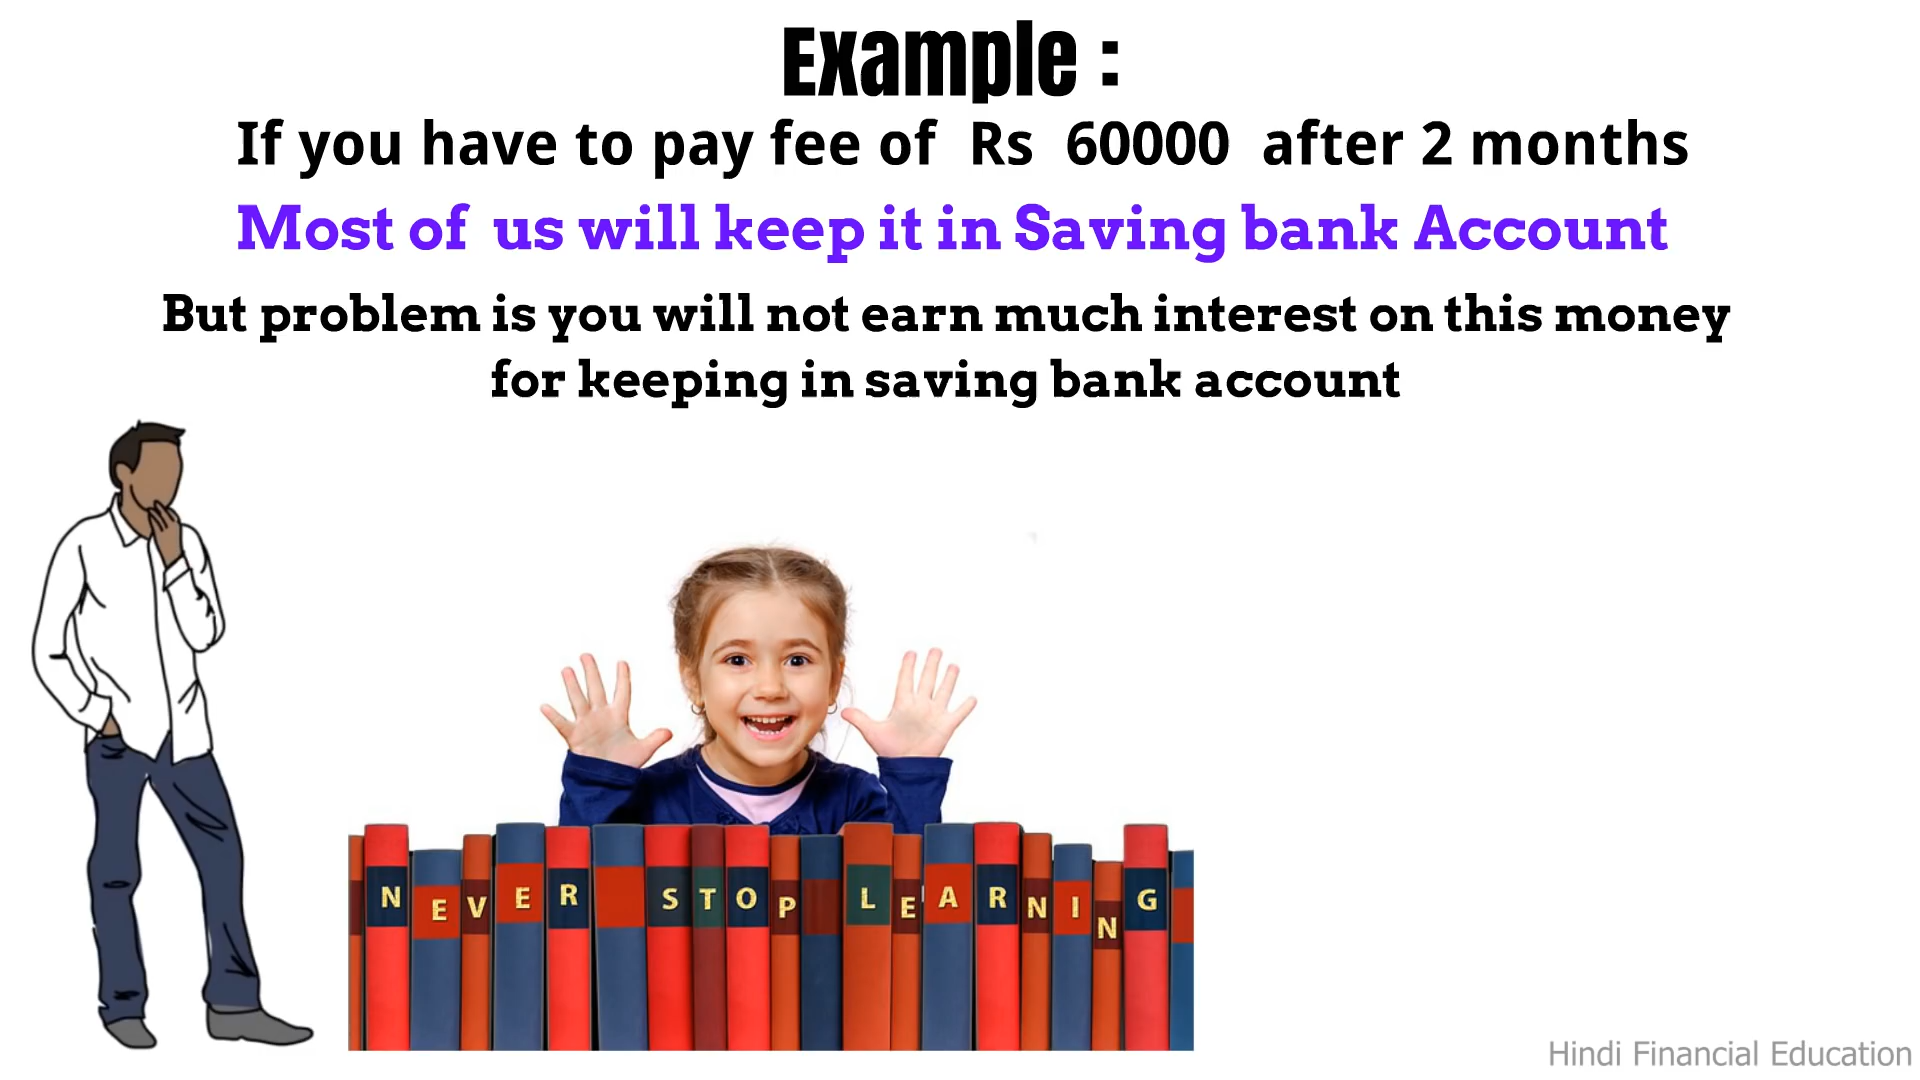 Example :
If you have to pay fee of Rs 60000 after 2 months
Most of us will keep it in Saving bank Account
But problem is you will not earn much interest on this money
for keeping in saving bank account
NEVER STOP LEARNING
Hindi Financial Education